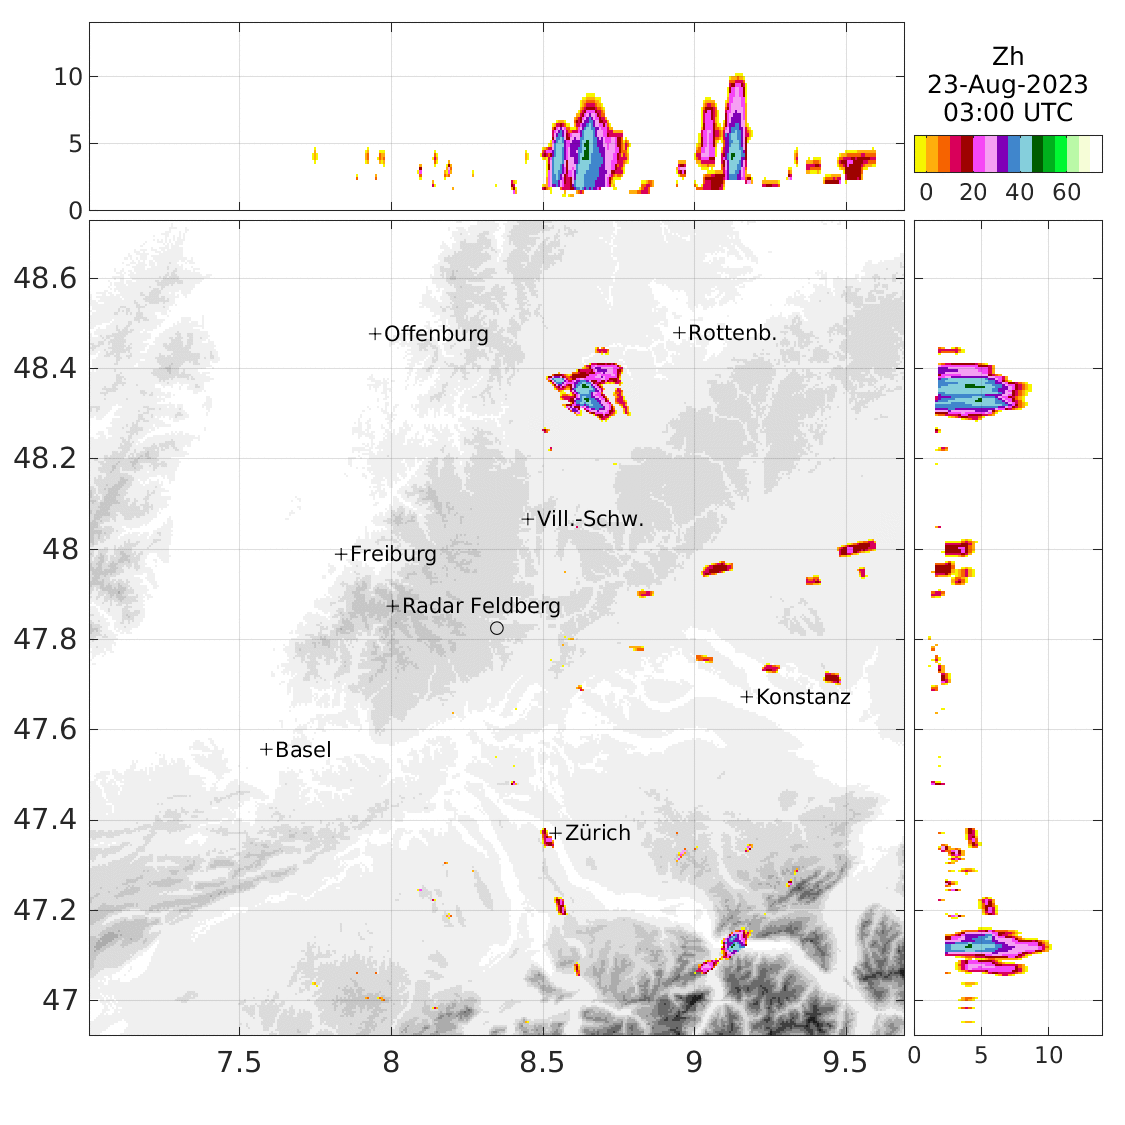 Zh
23-Aug-2023
03:00 UTC
10
5
0
0 20 40 60
48.6
48.4
48.2
48
47.8
47.6
47.4
47.2
47
+Offenburg
+Rottenb.
+Vill.-Schw.
+Freiburg
+Radar Feldberg
+Konstanz
+Basel
+Zürich
7.5 8 8.5 9 9.5
0 5 10